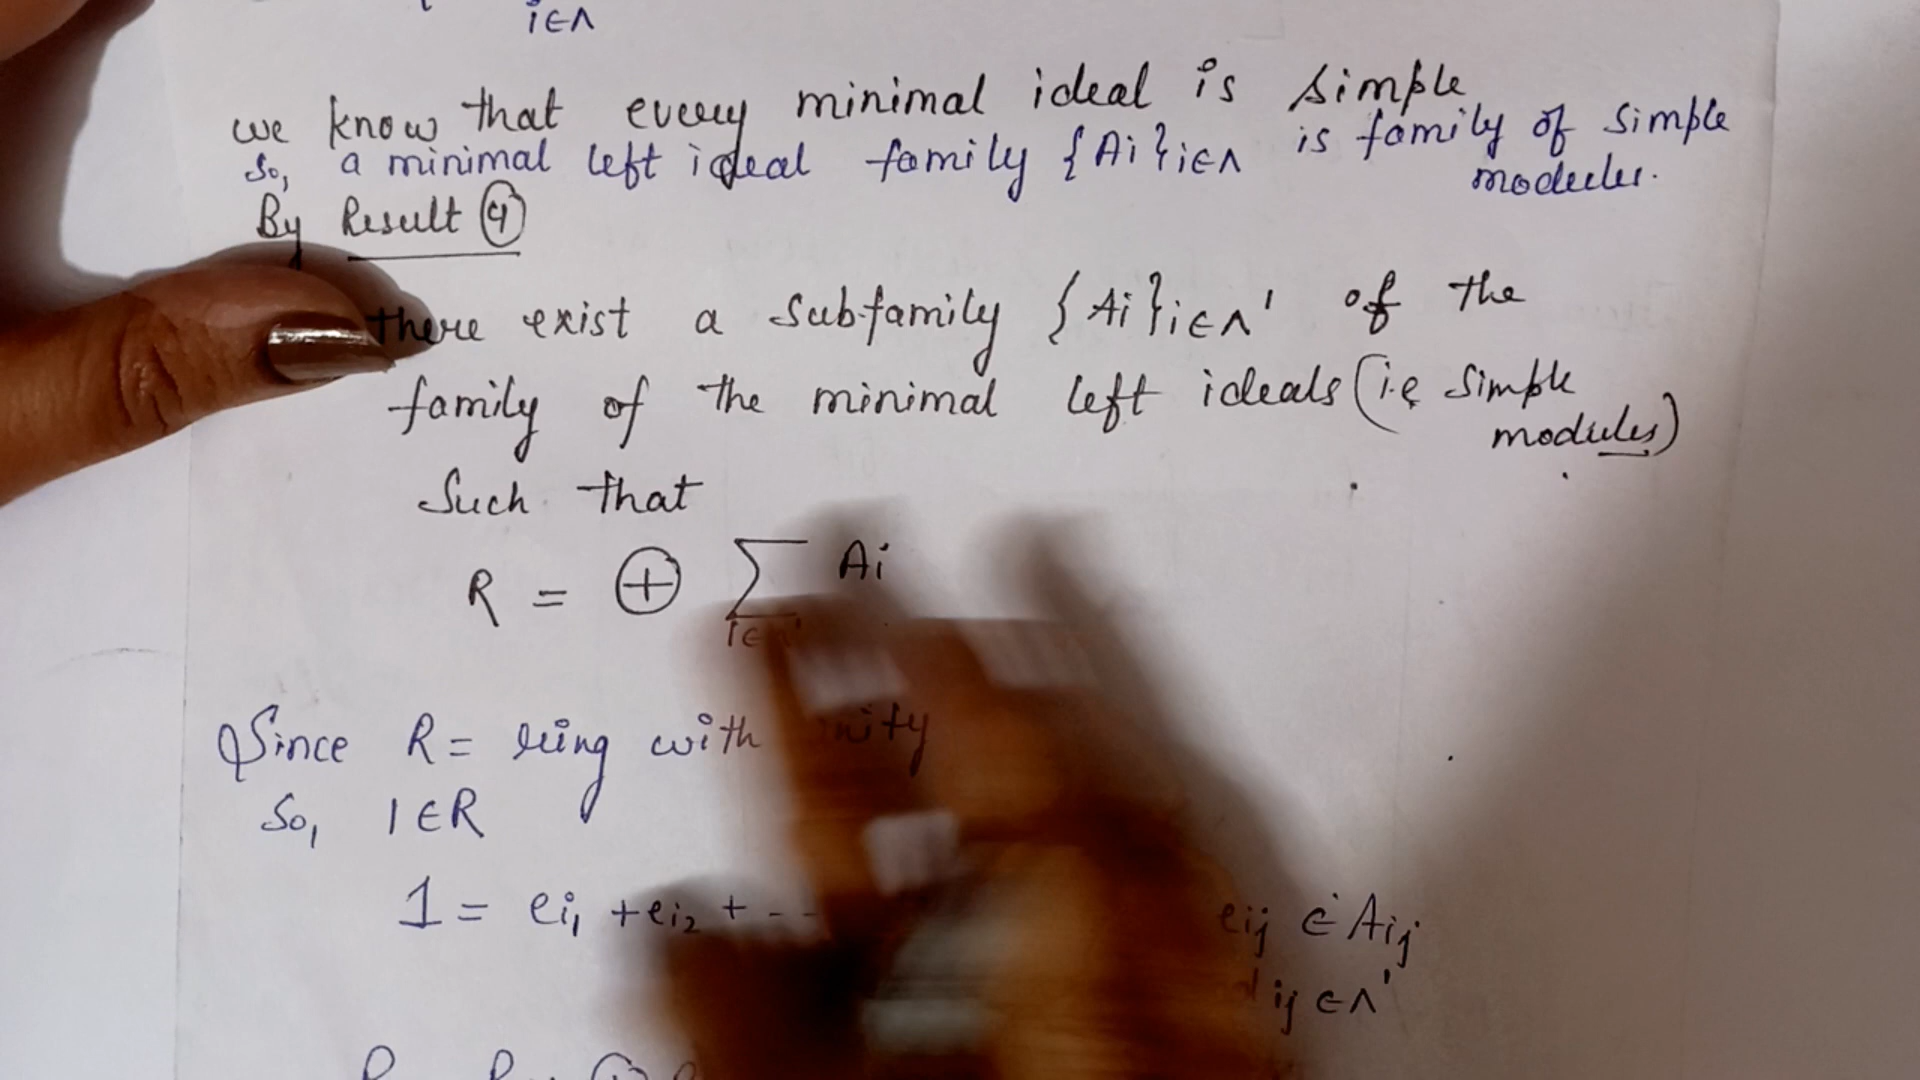 i∈Λ
we know that every minimal ideal is simple
So, a minimal left ideal family {Ai}i∈Λ is family of simple
modules.
By Result ④
there exist a subfamily {Ai}i∈Λ' of the
family of the minimal left ideals (i.e simple
modules)
Such that
R = ⊕ ∑ Ai
i∈Λ'
Since R = ring with
So, 1∈R
1 = ei₁ + ei₂ + -- eij ∈ Aij
ij ∈Λ'